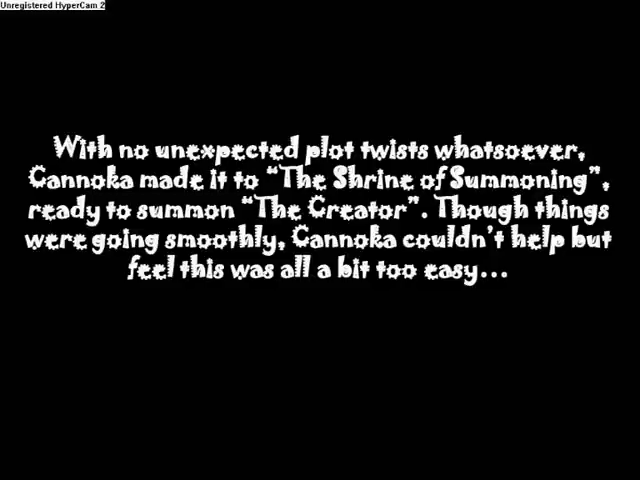 Unregistered HyperCam 2
With no unexpected plot twists whatsoever,
Cannoka made it to “The Shrine of Summoning”,
ready to summon “The Creator”. Though things
were going smoothly, Cannoka couldn’t help but
feel this was all a bit too easy...